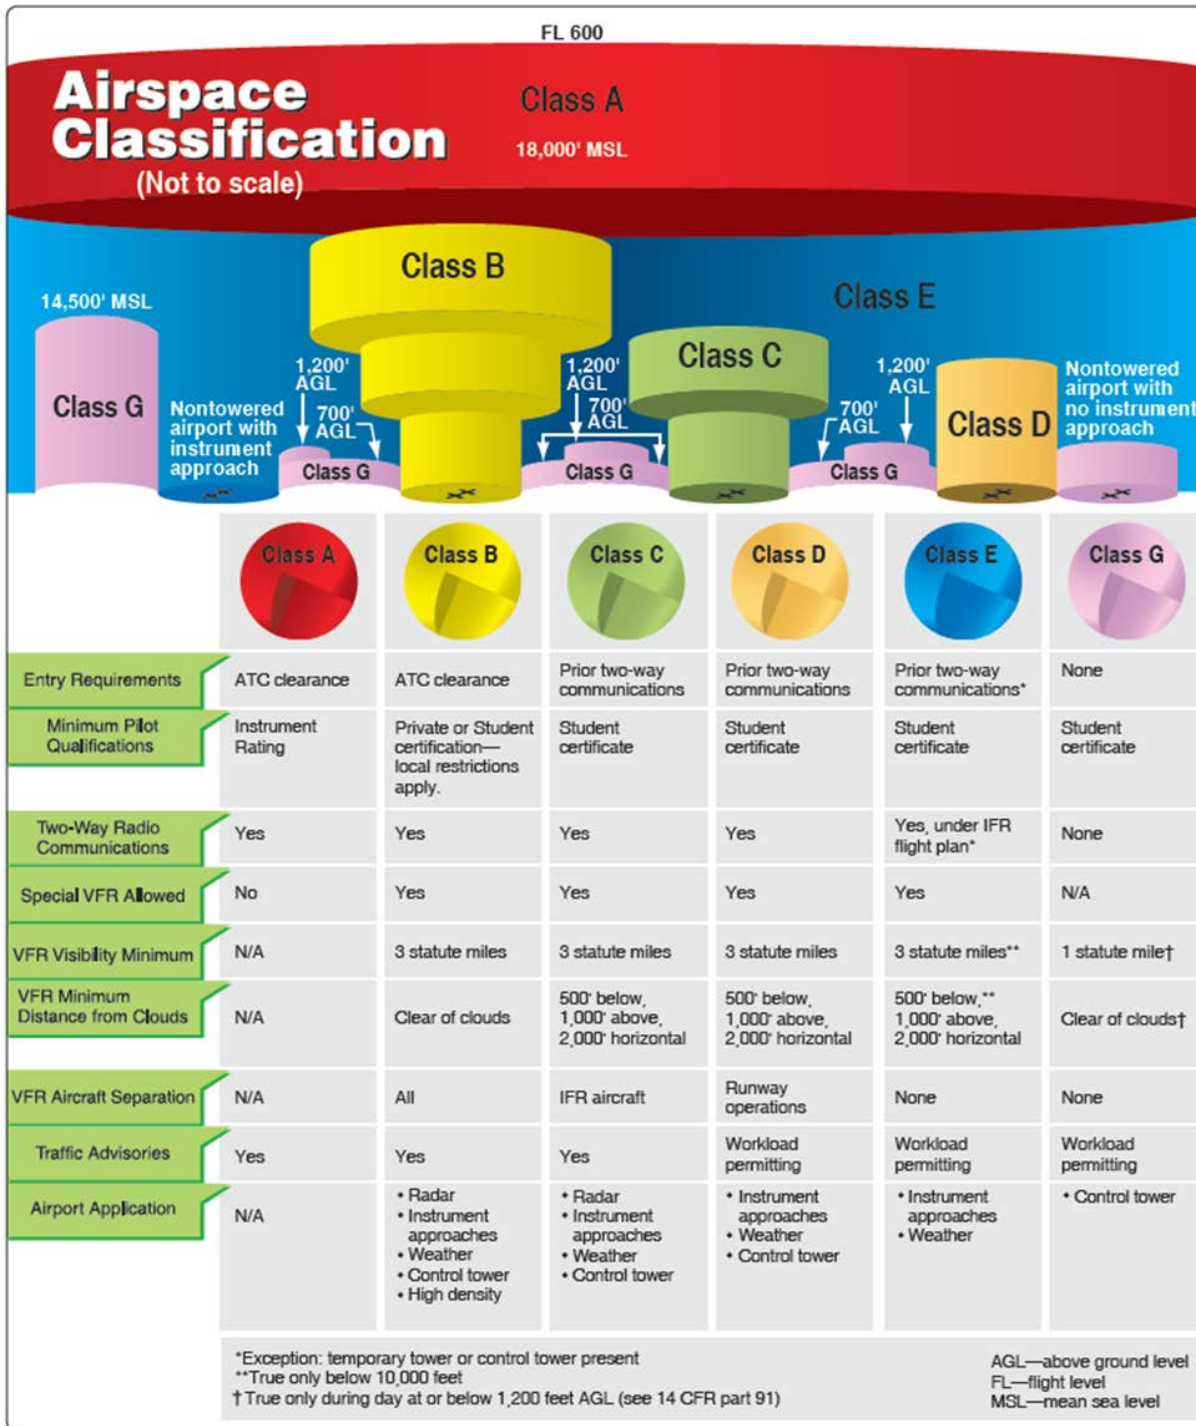 FL 600
Airspace
Classification
(Not to scale)
Class A
18,000' MSL
Class B
Class E
14,500' MSL
Class C
1,200'
AGL
1,200'
AGL
1,200'
AGL
Nontowered
airport with
no instrument
approach
Class G
Nontowered
airport with
instrument
approach
700'
AGL
700'
AGL
700'
AGL
Class D
Class G
Class G
Class G
Class A
Class B
Class C
Class D
Class E
Class G
Entry Requirements
ATC clearance
ATC clearance
Prior two-way
communications
Prior two-way
communications
Prior two-way
communications*
None
Minimum Pilot
Qualifications
Instrument
Rating
Private or Student
certification—
local restrictions
apply.
Student
certificate
Student
certificate
Student
certificate
Student
certificate
Two-Way Radio
Communications
Yes
Yes
Yes
Yes
Yes, under IFR
flight plan*
None
Special VFR Allowed
No
Yes
Yes
Yes
Yes
N/A
VFR Visibility Minimum
N/A
3 statute miles
3 statute miles
3 statute miles
3 statute miles**
1 statute mile†
VFR Minimum
Distance from Clouds
N/A
Clear of clouds
500' below,
1,000' above,
2,000' horizontal
500' below,
1,000' above,
2,000' horizontal
500' below,**
1,000' above,
2,000' horizontal
Clear of clouds†
VFR Aircraft Separation
N/A
All
IFR aircraft
Runway
operations
None
None
Traffic Advisories
Yes
Yes
Yes
Workload
permitting
Workload
permitting
Workload
permitting
Airport Application
N/A
• Radar
• Instrument
approaches
• Weather
• Control tower
• High density
• Radar
• Instrument
approaches
• Weather
• Control tower
• Instrument
approaches
• Weather
• Control tower
• Instrument
approaches
• Weather
• Control tower
*Exception: temporary tower or control tower present
**True only below 10,000 feet
† True only during day at or below 1,200 feet AGL (see 14 CFR part 91)
AGL—above ground level
FL—flight level
MSL—mean sea level